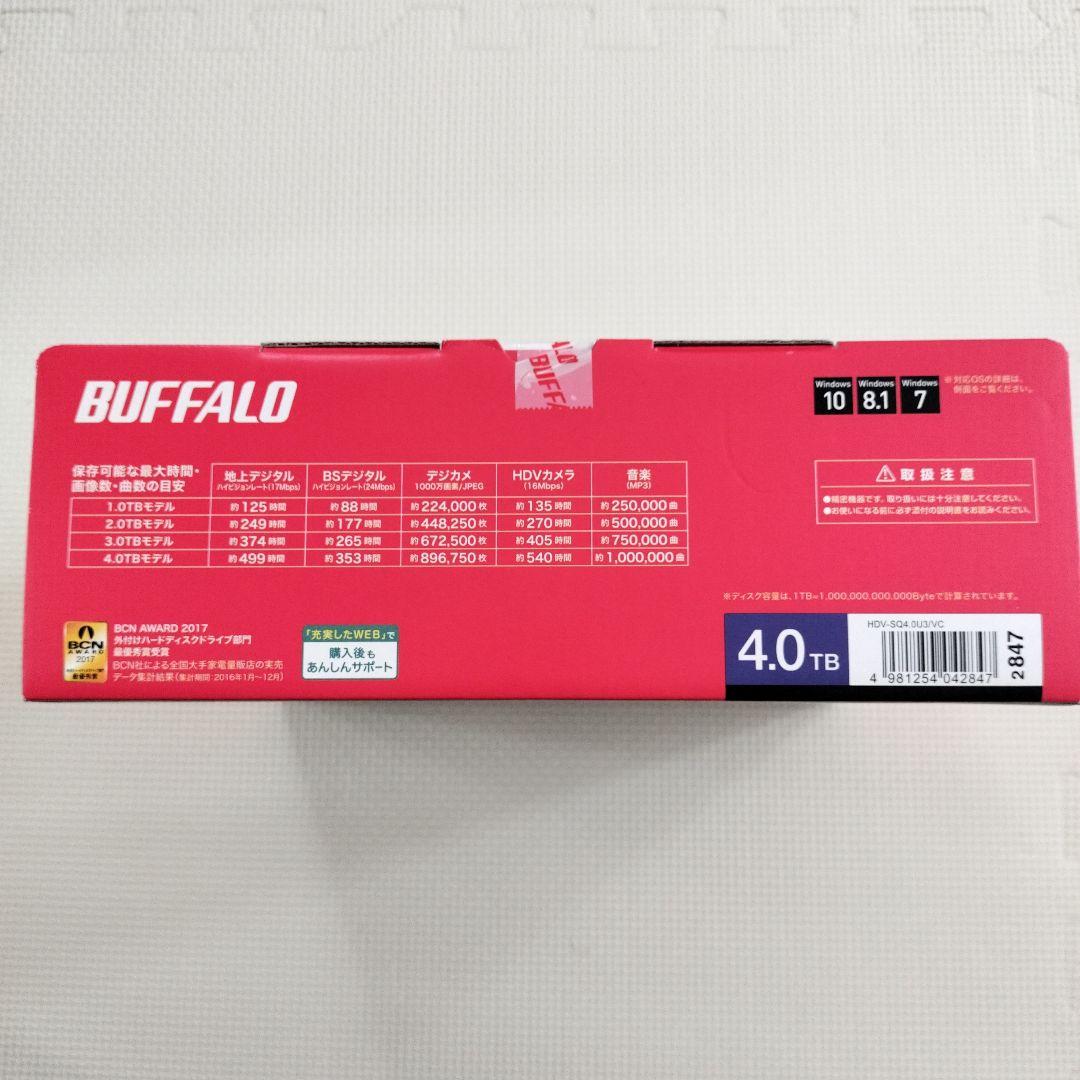 BUFFALO
BUFFALO
Windows 10
Windows 8.1
Windows 7
※対応OSの詳細は、
側面をご覧ください。
保存可能な最大時間・
画像数・曲数の目安
地上デジタル
ハイビジョンレート(17Mbps)
BSデジタル
ハイビジョンレート(24Mbps)
デジカメ
1000万画素/JPEG
HDVカメラ
(16Mbps)
音楽
(MP3)
1.0TBモデル 約125時間 約88時間 約224,000枚 約135時間 約250,000曲
2.0TBモデル 約249時間 約177時間 約448,250枚 約270時間 約500,000曲
3.0TBモデル 約374時間 約265時間 約672,500枚 約405時間 約750,000曲
4.0TBモデル 約499時間 約353時間 約896,750枚 約540時間 約1,000,000曲
取扱注意
●精密機器です。取り扱いには十分注意してください。
●お使いになる前に必ず添付の説明書をお読みください。
※ディスク容量は、1TB=1,000,000,000,000Byteで計算されています。
BCN
AWARD
2017
最優秀賞
BCN AWARD 2017
外付けハードディスクドライブ部門
最優秀賞受賞
BCN社による全国大手家電量販店の実売
データ集計結果(集計期間:2016年1月~12月)
「充実したWEB」で
購入後も
あんしんサポート
4.0 TB
HDV-SQ4.0U3/VC
4 981254 042847
2847